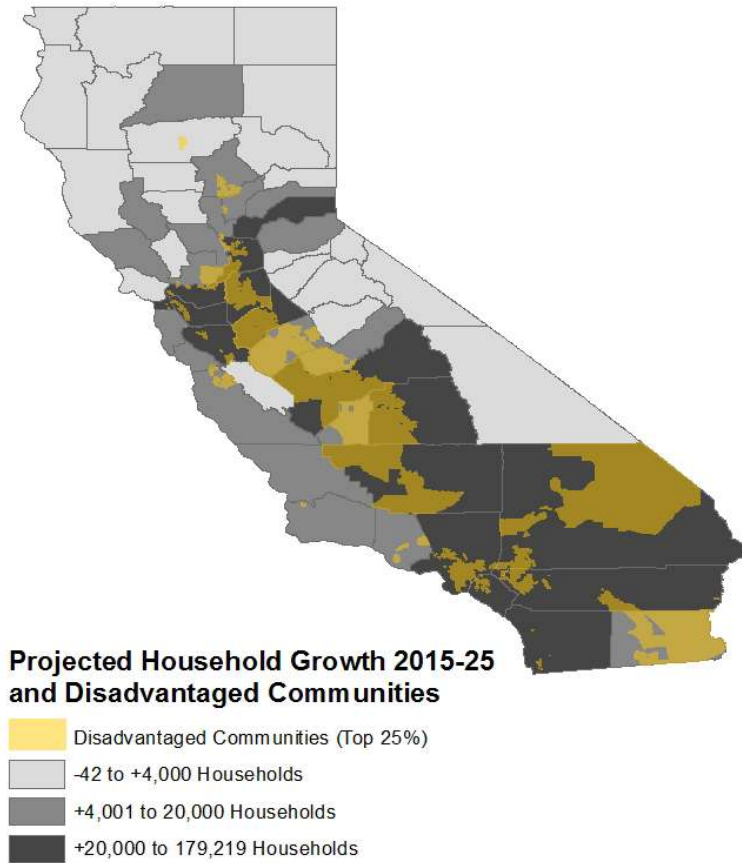 Projected Household Growth 2015-25
and Disadvantaged Communities
Disadvantaged Communities (Top 25%)
-42 to +4,000 Households
+4,001 to 20,000 Households
+20,000 to 179,219 Households